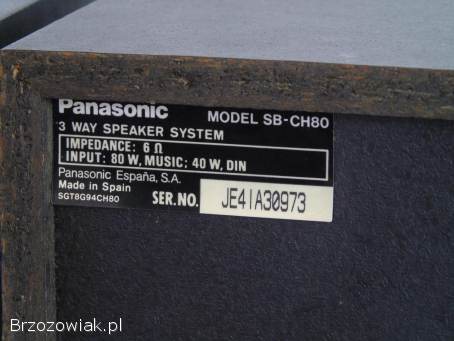 Panasonic MODEL SB-CH80
3 WAY SPEAKER SYSTEM
IMPEDANCE: 6 Ω
INPUT: 80 W, MUSIC; 40 W, DIN
Panasonic España, S.A.
Made in Spain
SGT8G94CH80 SER.NO. JE4IA30973
Brzozowiak.pl